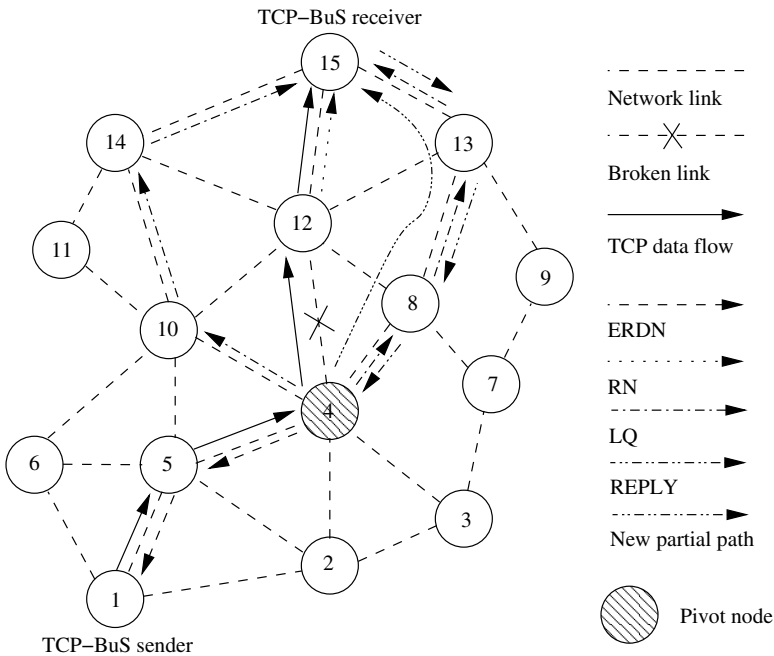 TCP−BuS receiver
15
14
13
12
11
9
8
10
7
4
6
5
3
2
1
TCP−BuS sender
Network link
Broken link
TCP data flow
ERDN
RN
LQ
REPLY
New partial path
Pivot node